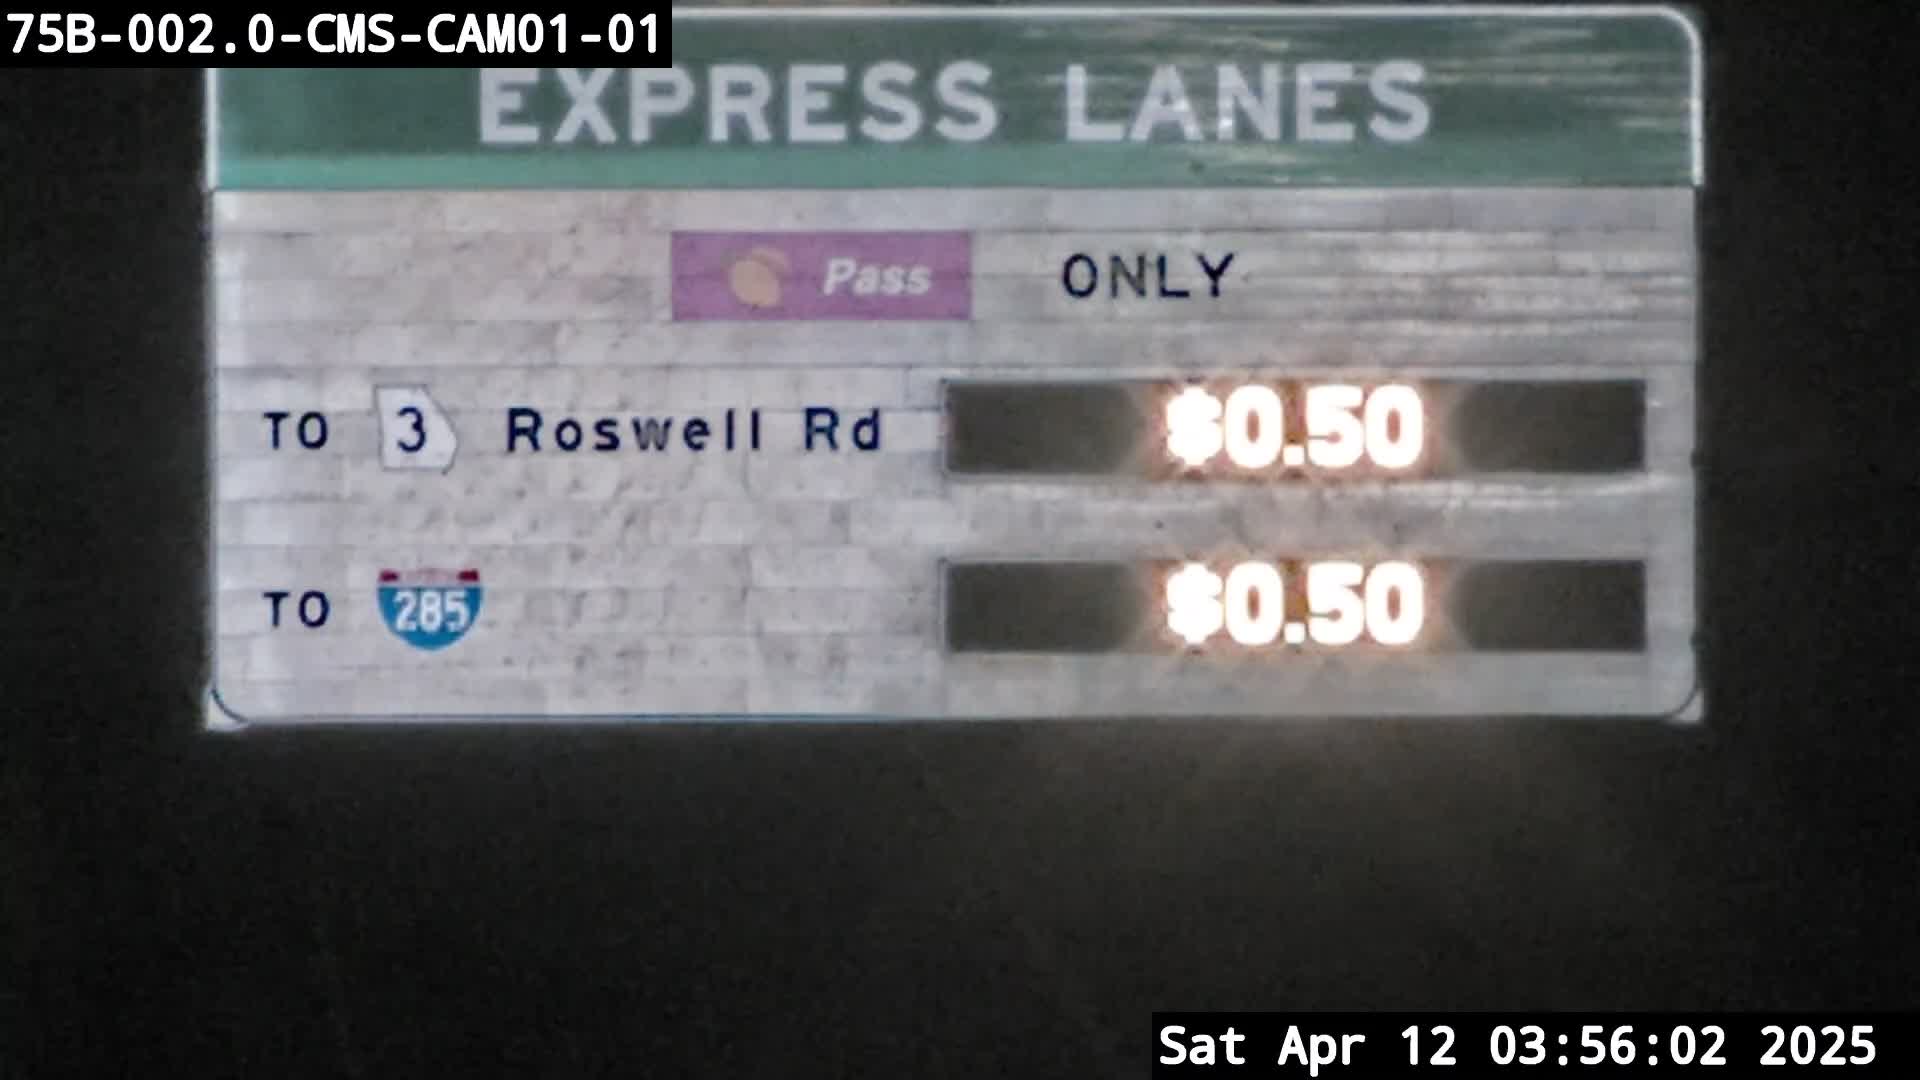 75B-002.0-CMS-CAM01-01
EXPRESS LANES
Pass ONLY
TO 3 Roswell Rd $0.50
TO 285 $0.50
Sat Apr 12 03:56:02 2025